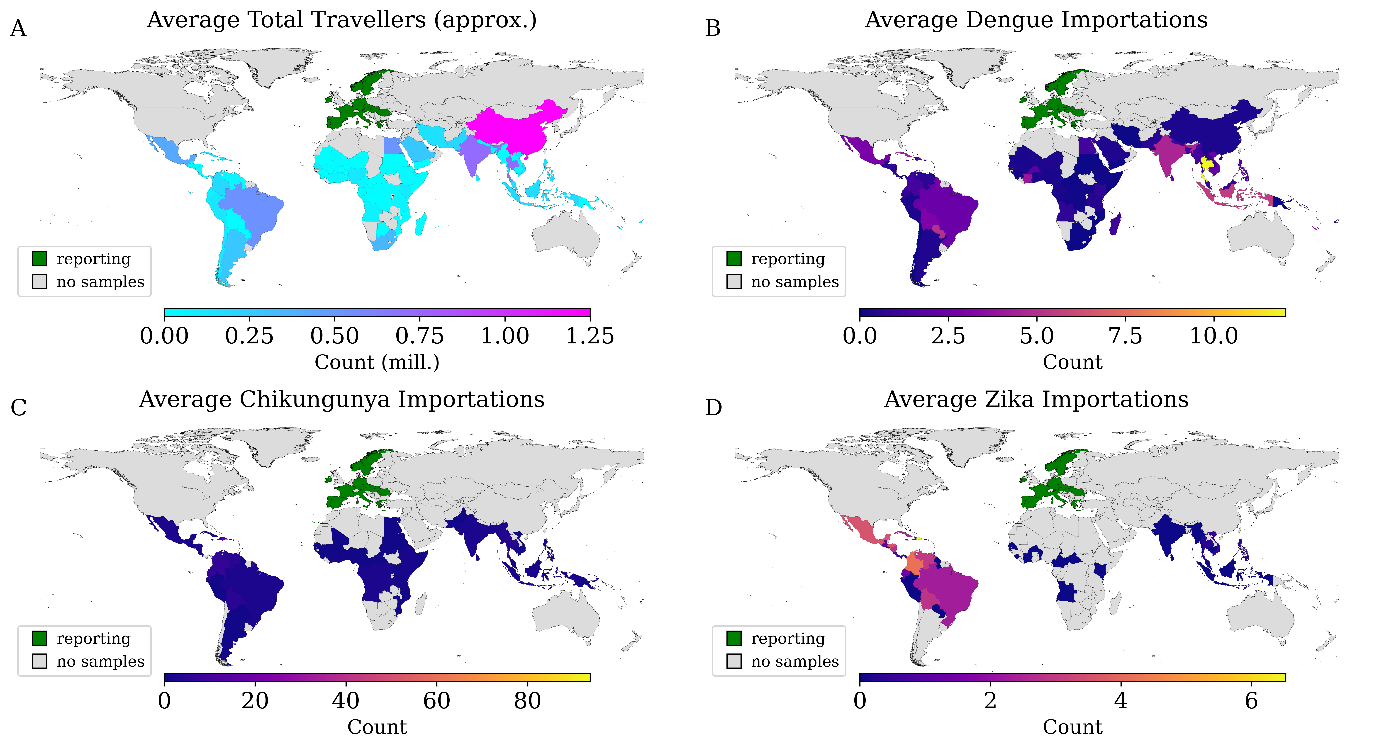 A
Average Total Travellers (approx.)
reporting
no samples
0.00 0.25 0.50 0.75 1.00 1.25
Count (mill.)
B
Average Dengue Importations
reporting
no samples
0.0 2.5 5.0 7.5 10.0
Count
C
Average Chikungunya Importations
reporting
no samples
0 20 40 60 80
Count
D
Average Zika Importations
reporting
no samples
0 2 4 6
Count